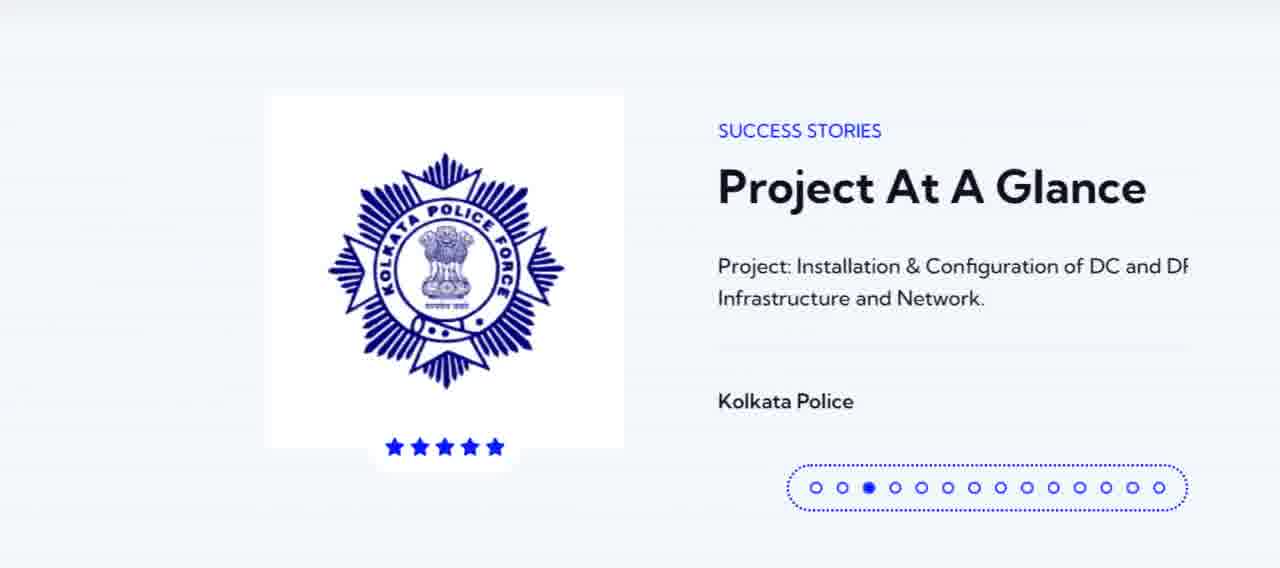 KOLKATA POLICE FORCE
SUCCESS STORIES
Project At A Glance
Project: Installation & Configuration of DC and
Infrastructure and Network.
Kolkata Police